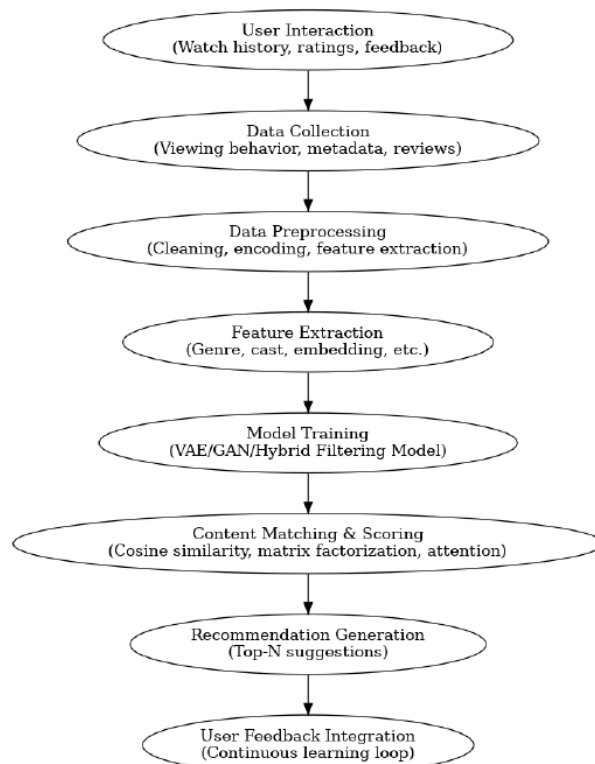 User Interaction
(Watch history, ratings, feedback)
Data Collection
(Viewing behavior, metadata, reviews)
Data Preprocessing
(Cleaning, encoding, feature extraction)
Feature Extraction
(Genre, cast, embedding, etc.)
Model Training
(VAE/GAN/Hybrid Filtering Model)
Content Matching & Scoring
(Cosine similarity, matrix factorization, attention)
Recommendation Generation
(Top-N suggestions)
User Feedback Integration
(Continuous learning loop)